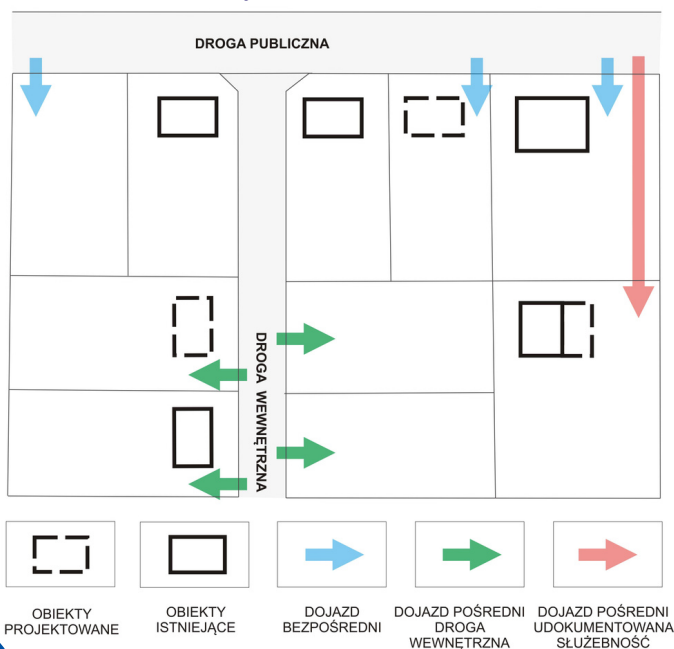 DROGA PUBLICZNA
DROGA WEWNĘTRZNA
OBIEKTY
PROJEKTOWANE
OBIEKTY
ISTNIEJĄCE
DOJAZD
BEZPOŚREDNI
DOJAZD POŚREDNI
DROGA
WEWNĘTRZNA
DOJAZD POŚREDNI
UDOKUMENTOWANA
SŁUŻEBNOŚĆ